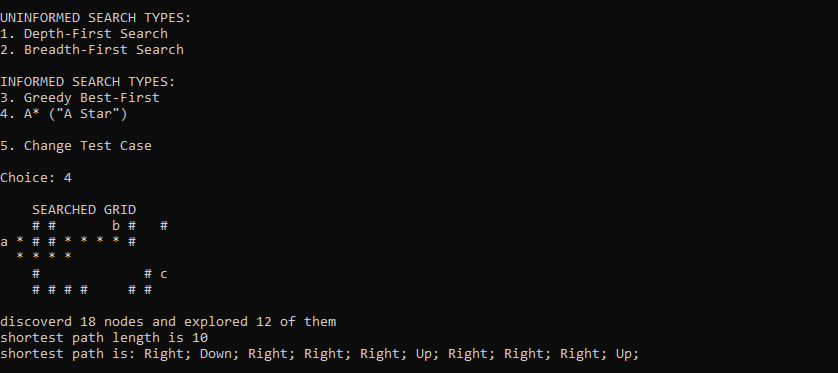 UNINFORMED SEARCH TYPES:
1. Depth-First Search
2. Breadth-First Search
INFORMED SEARCH TYPES:
3. Greedy Best-First
4. A* ("A Star")
5. Change Test Case
Choice: 4
    SEARCHED GRID
    # #       b #   #
a * # # * * * * #
  * * * *
    #             # c
    # # # #     # #
discoverd 18 nodes and explored 12 of them
shortest path length is 10
shortest path is: Right; Down; Right; Right; Right; Up; Right; Right; Right; Up;